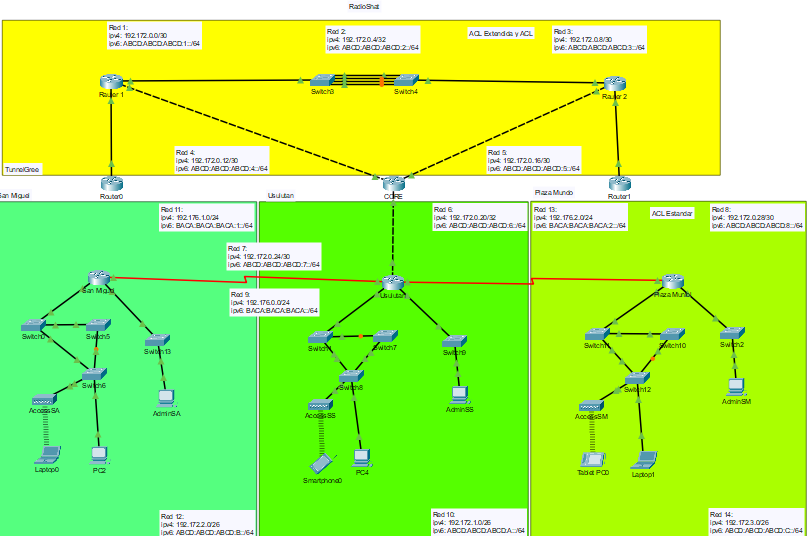 RadioShat
Red 1:
ipv4: 192.172.0.0/30
ipv6: ABCD:ABCD:ABCD:1::/64
Red 2:
ipv4: 192.172.0.4/32
ipv6: ABCD:ABCD:ABCD:2::/64
ACL Extendida y ACL
Red 3:
ipv4: 192.172.0.8/30
ipv6: ABCD:ABCD:ABCD:3::/64
Router 1
Switch3
Switch4
Router 2
Red 4:
ipv4: 192.172.0.12/30
ipv6: ABCD:ABCD:ABCD:4::/64
Red 5:
ipv4: 192.172.0.16/30
ipv6: ABCD:ABCD:ABCD:5::/64
TunnelGree
Router0
CORE
Router1
San Miguel
Usulutan
Plaza Mundo
Red 11:
ipv4: 192.176.1.0/24
ipv6: BACA:BACA:BACA:1::/64
Red 6:
ipv4: 192.172.0.20/32
ipv6: ABCD:ABCD:ABCD:6::/64
Red 13:
ipv4: 192.176.2.0/24
ipv6: BACA:BACA:BACA:2::/64
ACL Estandar
Red 8:
ipv4: 192.172.0.28/30
ipv6: ABCD:ABCD:ABCD:8::/64
Red 7:
ipv4: 192.172.0.24/30
ipv6: ABCD:ABCD:ABCD:7::/64
San Miguel
Usulutan
Red 9:
ipv4: 192.176.0.0/24
ipv6: BACA:BACA:BACA::/64
Switch5
Switch13
Switch7
Switch9
Switch10
Switch2
Switch6
Switch8
Switch12
AccessSA
AdminSA
AccessSS
AdminSS
AccessSM
AdminSM
Laptop0
PC2
Smartphone0
PC4
Tablet PC0
Laptop1
Red 12:
ipv4: 192.172.2.0/26
ipv6: ABCD:ABCD:ABCD:B::/64
Red 10:
ipv4: 192.172.1.0/26
ipv6: ABCD:ABCD:ABCD:A::/64
Red 14:
ipv4: 192.172.3.0/26
ipv6: ABCD:ABCD:ABCD:C::/64